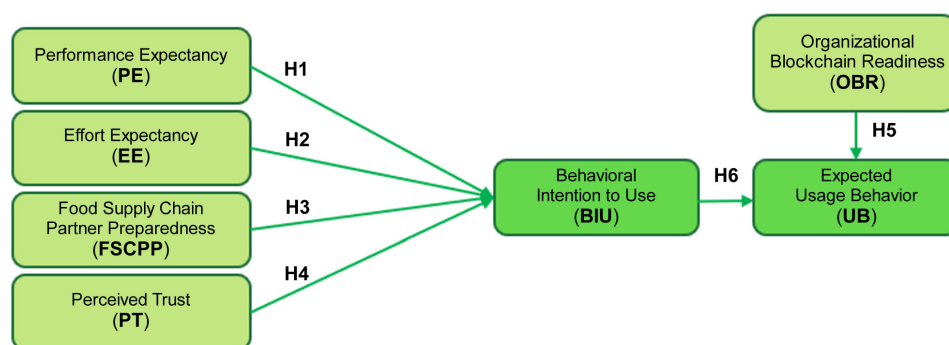 Performance Expectancy
(PE)
H1
Effort Expectancy
(EE)
H2
Food Supply Chain
Partner Preparedness
(FSCPP)
H3
Perceived Trust
(PT)
H4
Behavioral
Intention to Use
(BIU)
H6
Organizational
Blockchain Readiness
(OBR)
H5
Expected
Usage Behavior
(UB)